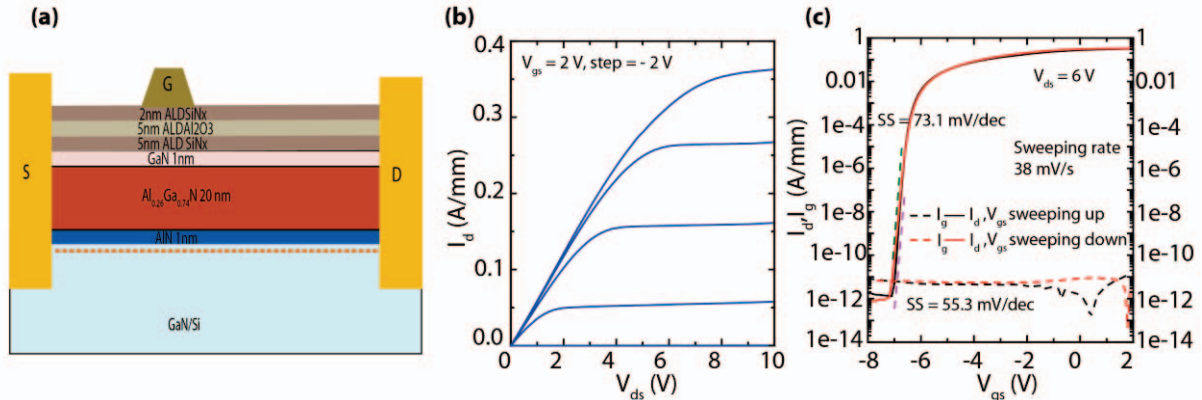 (a)
G
2nm ALDSiNx
5nm ALDAl2O3
5nm ALD SiNx
GaN 1nm
S
D
Al0.26Ga0.74N 20 nm
AlN 1nm
GaN/Si
(b)
Vgs = 2 V, step = - 2 V
0.4
0.3
0.2
0.1
0.0
Id (A/mm)
0 2 4 6 8 10
Vds (V)
(c)
1
0.01
1E-4
1e-6
1e-8
1e-10
1e-12
1e-14
Id,Ig (A/mm)
Vds = 6 V
SS = 73.1 mV/dec
Sweeping rate
38 mV/s
Ig Id ,Vgs sweeping up
Ig Id ,Vgs sweeping down
SS = 55.3 mV/dec
1
0.01
1E-4
1e-6
1e-8
1e-10
1e-12
1e-14
-8 -6 -4 -2 0 2
Vgs (V)